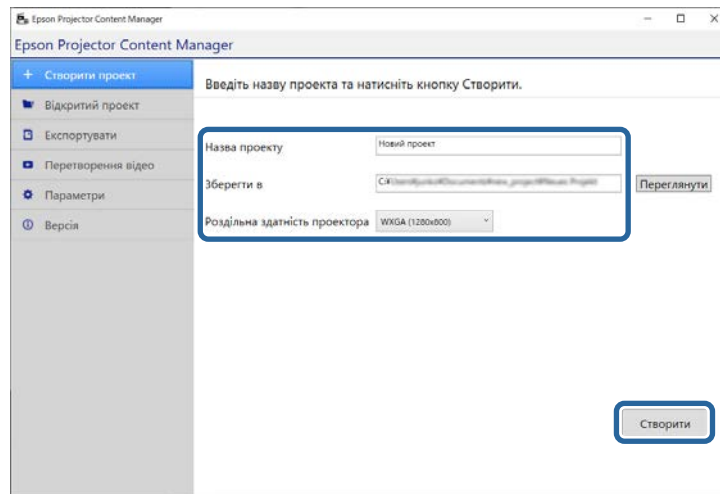 Epson Projector Content Manager
Epson Projector Content Manager
Створити проект
Відкритий проект
Експортувати
Перетворення відео
Параметри
Версія
Введіть назву проекта та натисніть кнопку Створити.
Назва проекту
Новий проект
Зберегти в
C:¥
Переглянути
Роздільна здатність проектора
WXGA (1280x800)
Створити